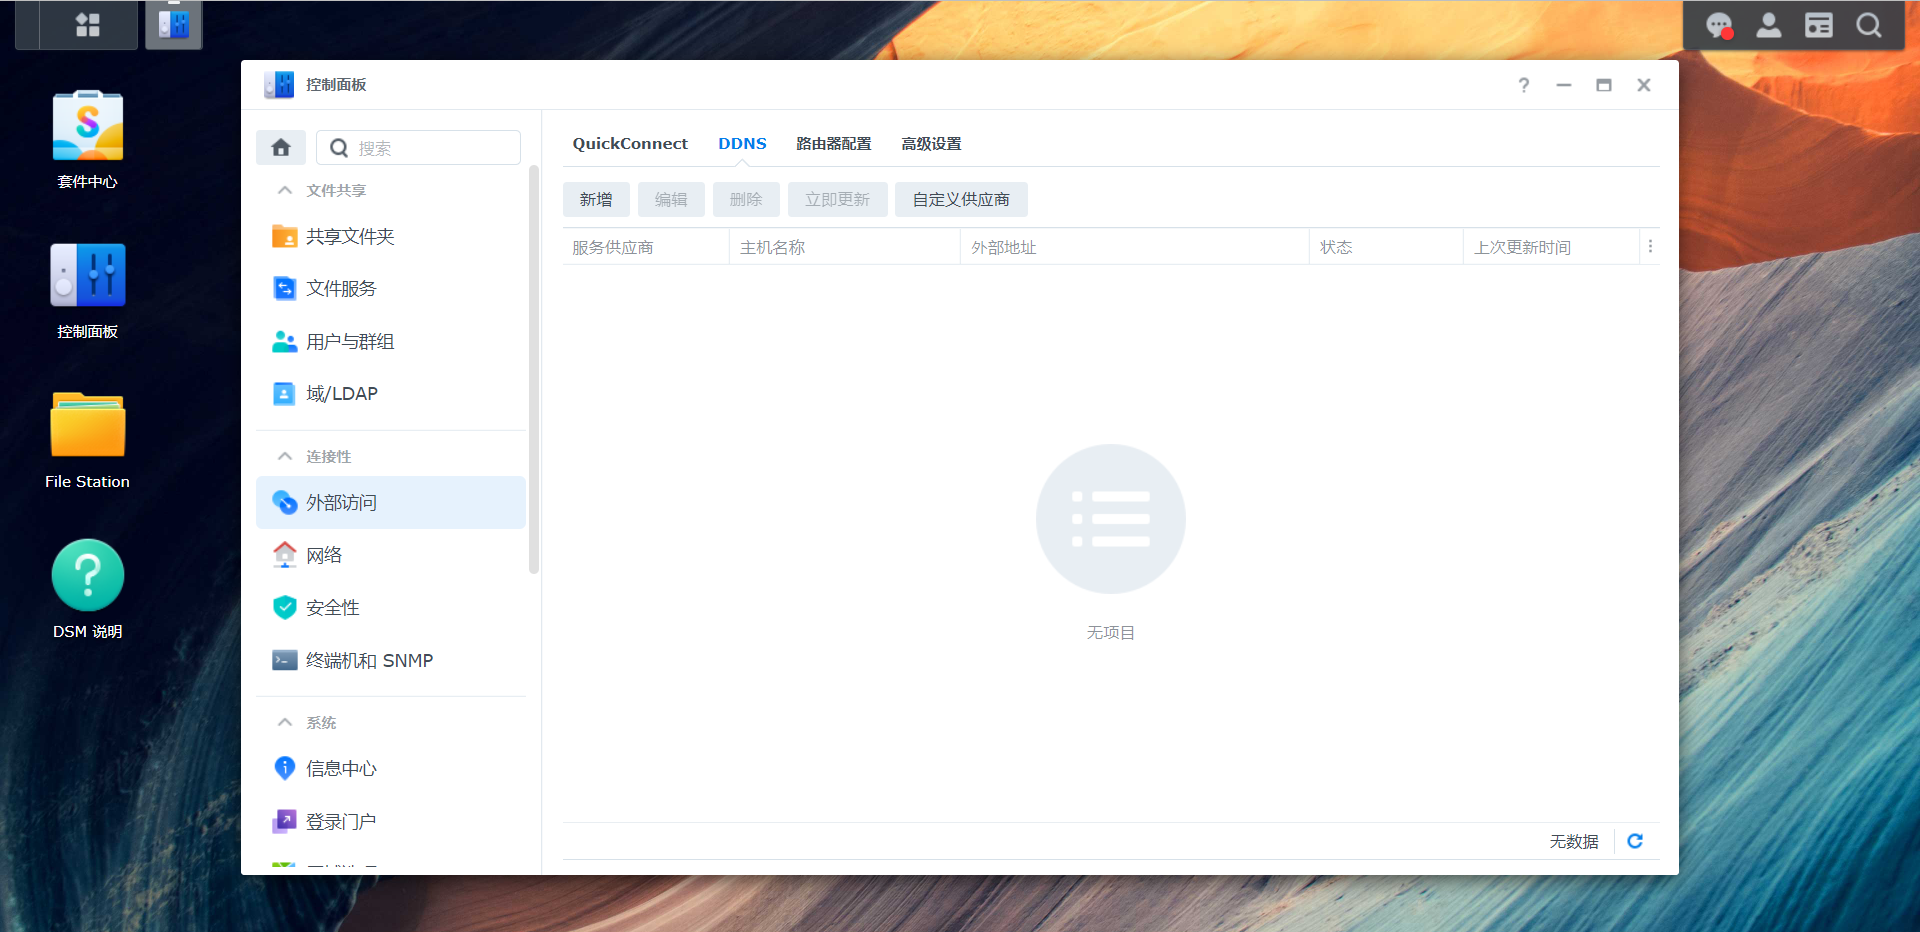 套件中心
控制面板
File Station
DSM 说明
控制面板
搜索
文件共享
共享文件夹
文件服务
用户与群组
域/LDAP
连接性
外部访问
网络
安全性
终端机和 SNMP
系统
信息中心
登录门户
QuickConnect DDNS 路由器配置 高级设置
新增 编辑 删除 立即更新 自定义供应商
服务供应商 主机名称 外部地址 状态 上次更新时间
无项目
无数据